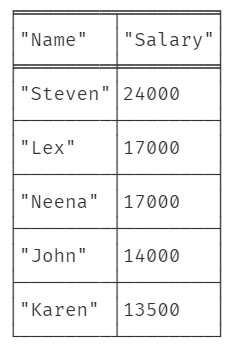 "Name" "Salary"
"Steven" 24000
"Lex" 17000
"Neena" 17000
"John" 14000
"Karen" 13500